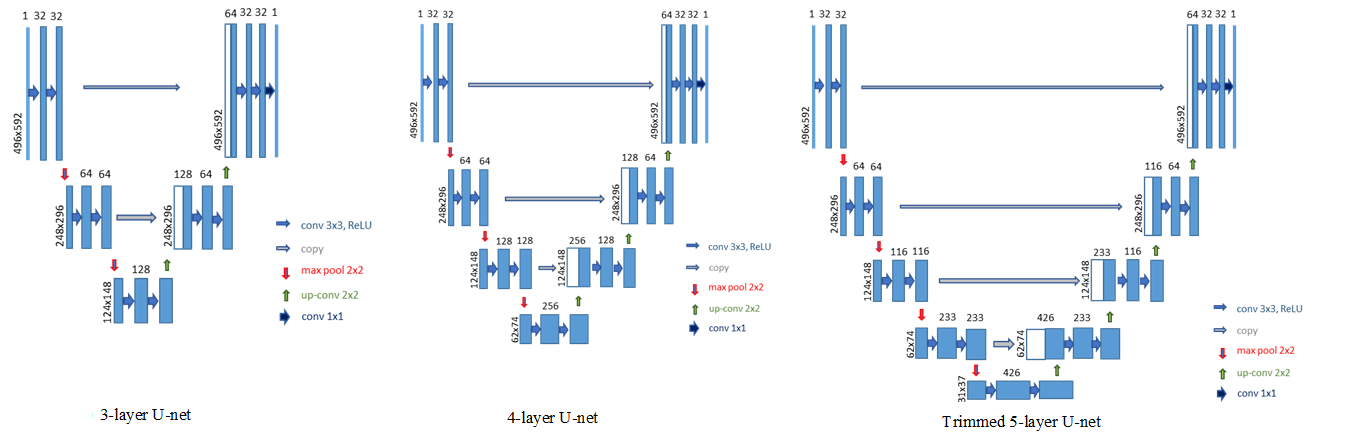 1 32 32
64 32 32 1
496x592
496x592
64 64
128 64
248x296
248x296
128
124x148
conv 3x3, ReLU
copy
max pool 2x2
up-conv 2x2
conv 1x1
3-layer U-net
1 32 32
64 32 32 1
496x592
496x592
64 64
128 64
248x296
248x296
128 128
256 128
124x148
124x148
256
62x74
conv 3x3, ReLU
copy
max pool 2x2
up-conv 2x2
conv 1x1
4-layer U-net
1 32 32
64 32 32 1
496x592
496x592
64 64
116 64
248x296
248x296
116 116
233 116
124x148
124x148
233 233
426 233
62x74
62x74
426
31x37
conv 3x3, ReLU
copy
max pool 2x2
up-conv 2x2
conv 1x1
Trimmed 5-layer U-net